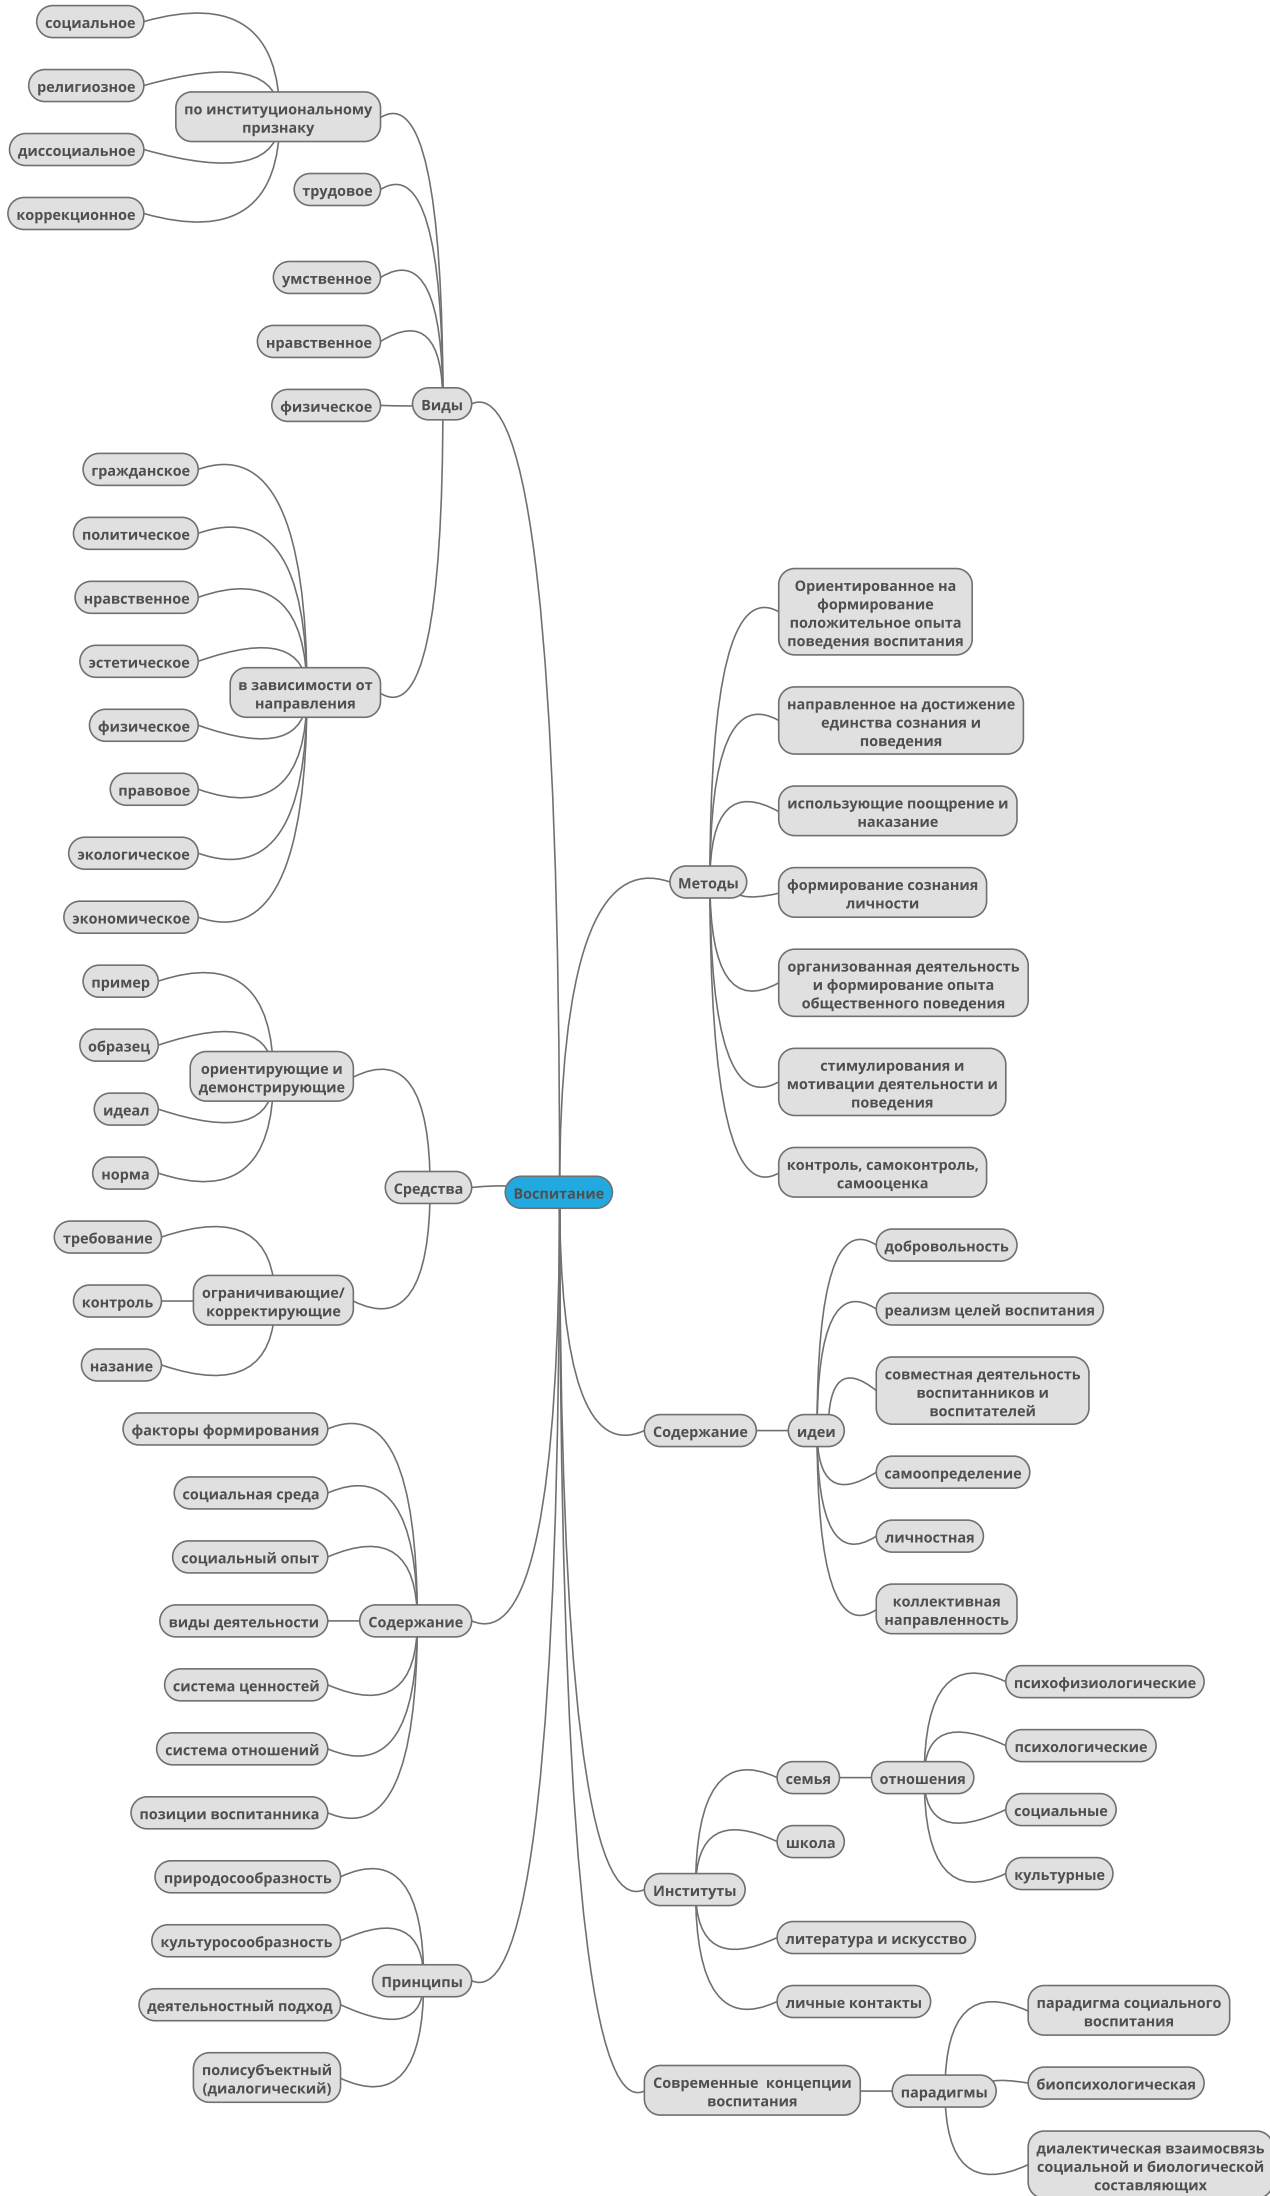 социальное
религиозное
диссоциальное
коррекционное
по институциональному
признаку
трудовое
умственное
нравственное
физическое
Виды
гражданское
политическое
нравственное
эстетическое
физическое
правовое
экологическое
экономическое
в зависимости от
направления
пример
образец
идеал
норма
ориентирующие и
демонстрирующие
требование
контроль
назание
ограничивающие/
корректирующие
Средства
факторы формирования
социальная среда
социальный опыт
виды деятельности
система ценностей
система отношений
позиции воспитанника
Содержание
природосообразность
культуросообразность
деятельностный подход
полисубъектный
(диалогический)
Принципы
Воспитание
Методы
Ориентированное на
формирование
положительное опыта
поведения воспитания
направленное на достижение
единства сознания и
поведения
использующие поощрение и
наказание
формирование сознания
личности
организованная деятельность
и формирование опыта
общественного поведения
стимулирования и
мотивации деятельности и
поведения
контроль, самоконтроль,
самооценка
Содержание
идеи
добровольность
реализм целей воспитания
совместная деятельность
воспитанников и
воспитателей
самоопределение
личностная
коллективная
направленность
Институты
семья
отношения
психофизиологические
психологические
социальные
культурные
школа
литература и искусство
личные контакты
Современные  концепции
воспитания
парадигмы
парадигма социального
воспитания
биопсихологическая
диалектическая взаимосвязь
социальной и биологической
составляющих